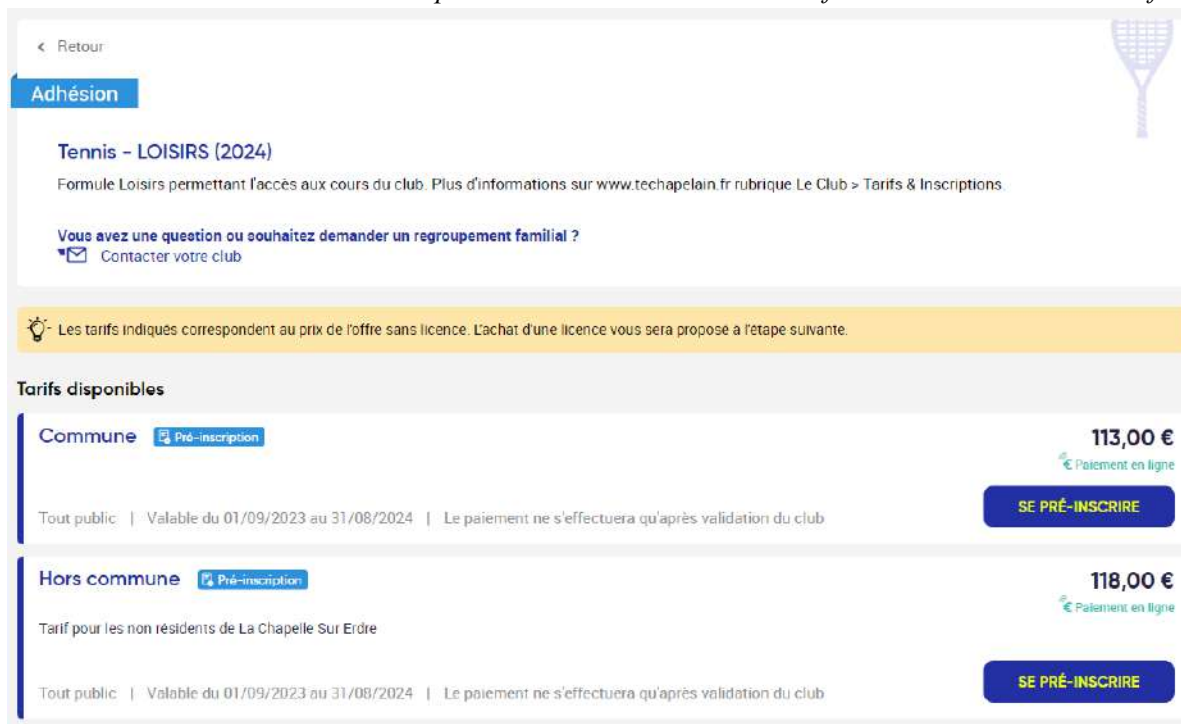 < Retour
Adhésion
Tennis - LOISIRS (2024)
Formule Loisirs permettant l'accès aux cours du club. Plus d'informations sur www.techapelain.fr rubrique Le Club > Tarifs & Inscriptions.
Vous avez une question ou souhaitez demander un regroupement familial ?
Contacter votre club
Les tarifs indiqués correspondent au prix de l'offre sans licence. L'achat d'une licence vous sera proposé à l'étape suivante.
Tarifs disponibles
Commune Pré-inscription 113,00 €
€ Paiement en ligne
Tout public | Valable du 01/09/2023 au 31/08/2024 | Le paiement ne s'effectuera qu'après validation du club SE PRÉ-INSCRIRE
Hors commune Pré-inscription 118,00 €
€ Paiement en ligne
Tarif pour les non résidents de La Chapelle Sur Erdre
Tout public | Valable du 01/09/2023 au 31/08/2024 | Le paiement ne s'effectuera qu'après validation du club SE PRÉ-INSCRIRE